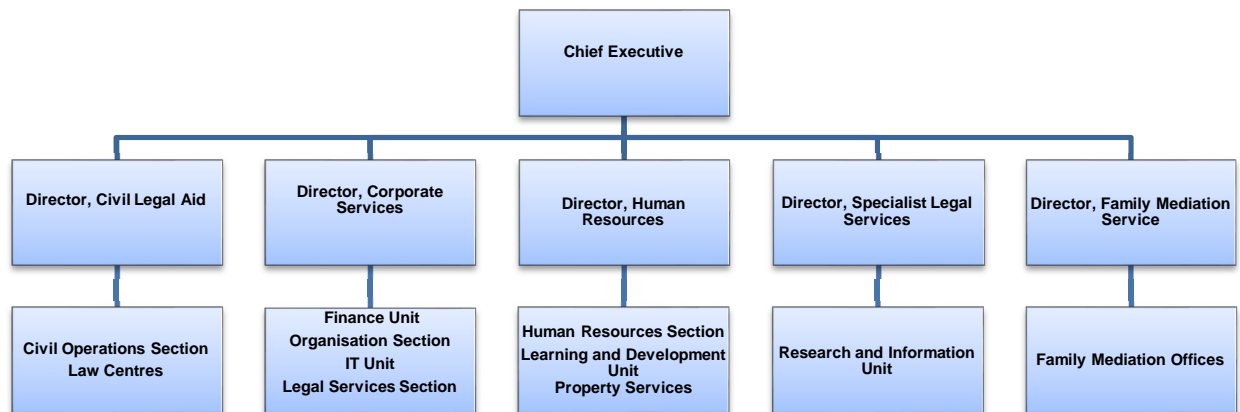 Chief Executive
Director, Civil Legal Aid
Director, Corporate
Services
Director, Human
Resources
Director, Specialist Legal
Services
Director, Family Mediation
Service
Civil Operations Section
Law Centres
Finance Unit
Organisation Section
IT Unit
Legal Services Section
Human Resources Section
Learning and Development
Unit
Property Services
Research and Information
Unit
Family Mediation Offices